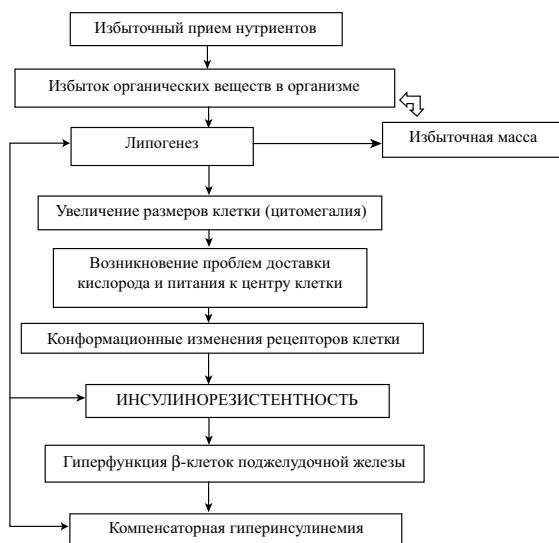 Избыточный прием нутриентов
Избыток органических веществ в организме
Липогенез
Избыточная масса
Увеличение размеров клетки (цитомегалия)
Возникновение проблем доставки
кислорода и питания к центру клетки
Конформационные изменения рецепторов клетки
ИНСУЛИНОРЕЗИСТЕНТНОСТЬ
Гиперфункция β-клеток поджелудочной железы
Компенсаторная гиперинсулинемия